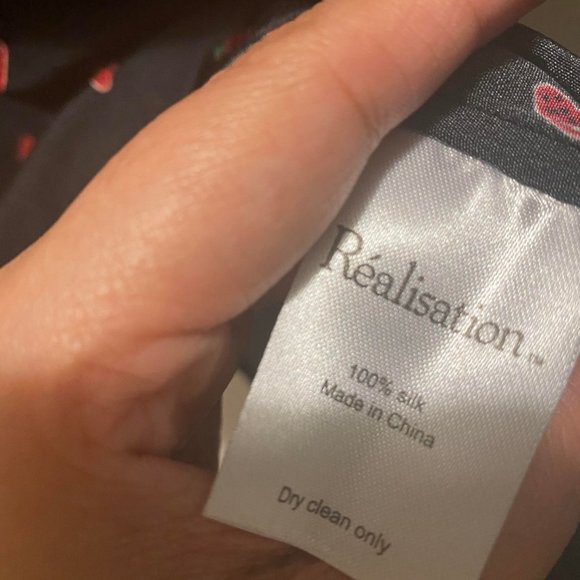 Réalisation™
100% silk
Made in China
Dry clean only